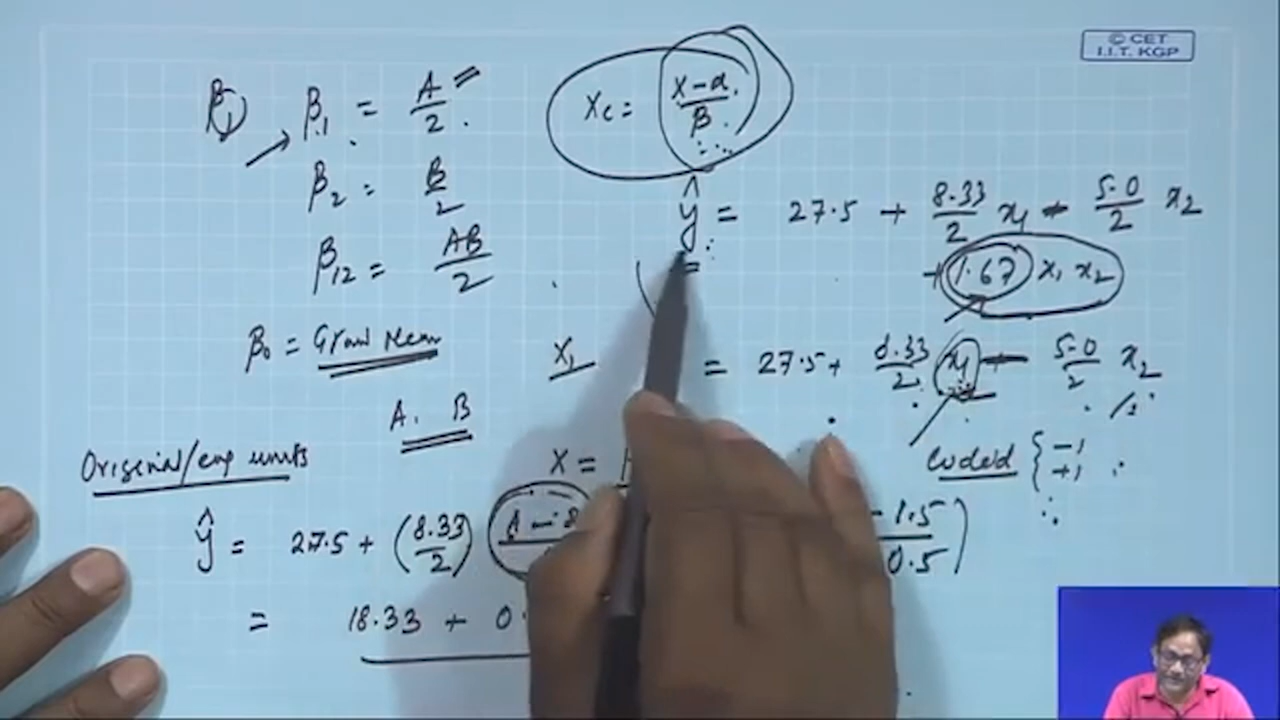 © CET
I.I.T. KGP
β1 β1 = A/2
Xc = (X-α)/β
β2 = B/2
ŷ = 27.5 + 8.33/2 x1 - 5.0/2 x2
+ 1.67 x1 x2
β12 = AB/2
β0 = Grand Mean
X1 = 27.5 + 8.33/2 x1 - 5.0/2 x2
A. B
Coded { -1
+1
Original/exp units
X =
ŷ = 27.5 + (8.33/2) (A - - 1.5 / 0.5)
= 18.33 + 0.